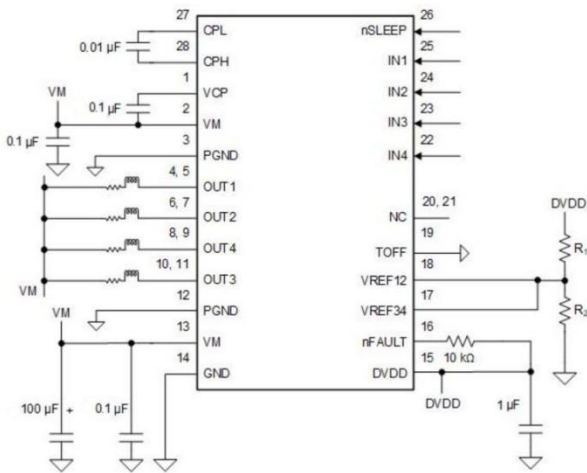 27
CPL
0.01 µF
28
CPH
1
VCP
VM
0.1 µF
2
VM
0.1 µF
3
PGND
4, 5
OUT1
6, 7
OUT2
8, 9
OUT4
10, 11
OUT3
VM
12
PGND
VM
13
VM
14
GND
100 µF +
0.1 µF
26
nSLEEP
25
IN1
24
IN2
23
IN3
22
IN4
20, 21
NC
DVDD
19
TOFF
R1
18
VREF12
17
VREF34
R2
16
nFAULT
15
10 kΩ
DVDD
DVDD
1 µF